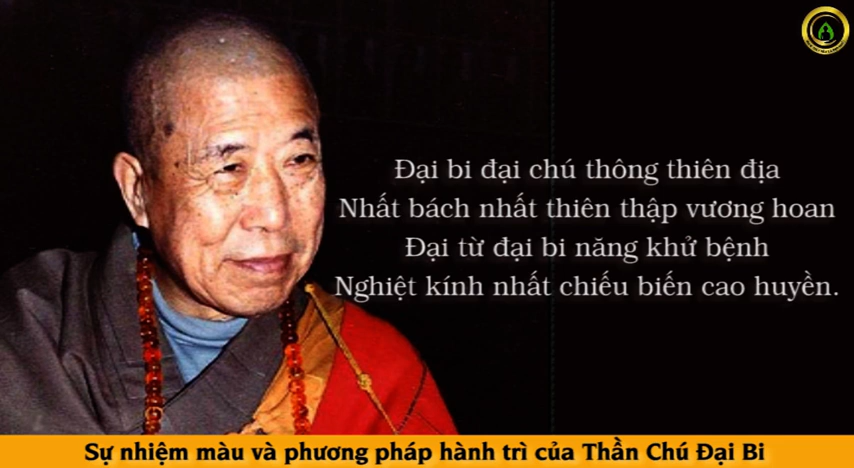 Đại bi đại chú thông thiên địa
Nhất bách nhất thiên thập vương hoan
Đại từ đại bi năng khử bệnh
Nghiệt kính nhất chiếu biến cao huyền.
Sự nhiệm màu và phương pháp hành trì của Thần Chú Đại Bi